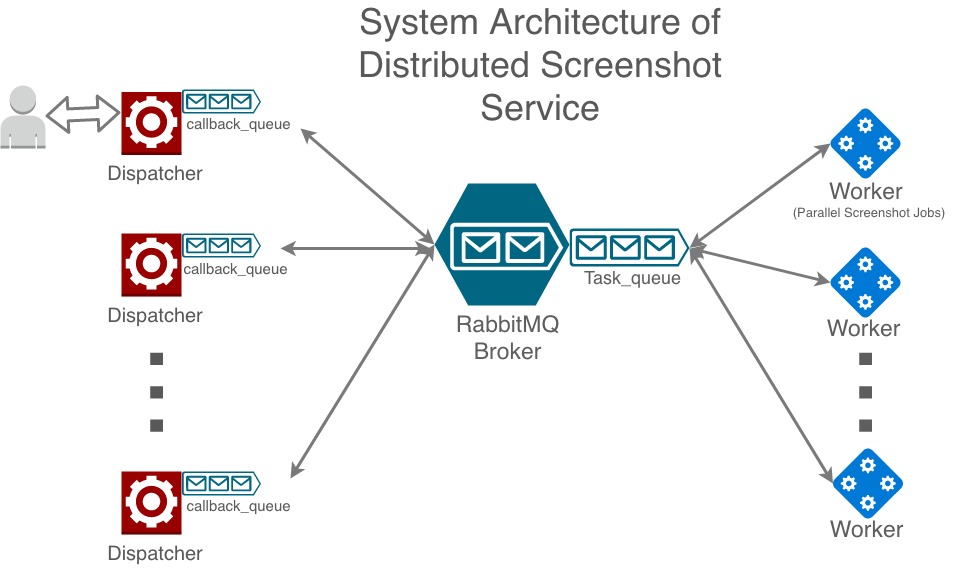 System Architecture of
Distributed Screenshot
Service
callback_queue
Dispatcher
callback_queue
Dispatcher
callback_queue
Dispatcher
RabbitMQ
Broker
Task_queue
Worker
(Parallel Screenshot Jobs)
Worker
Worker